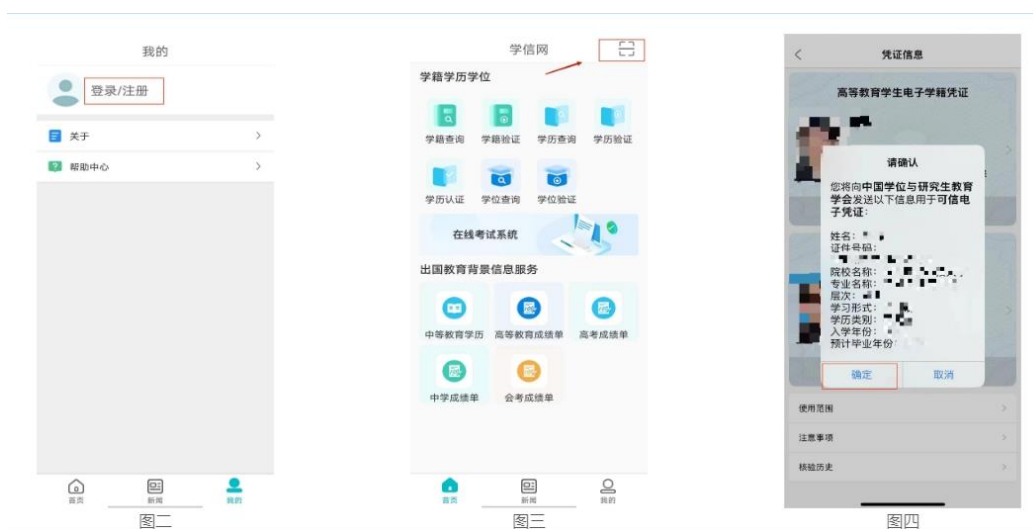 我的
登录/注册
关于
帮助中心
首页
新闻
我的
图二
学信网
学籍学历学位
学籍查询 学籍验证 学历查询 学历验证
学历认证 学位查询 学位验证
在线考试系统
出国教育背景信息服务
中等教育学历 高等教育成绩单 高考成绩单
中学成绩单 会考成绩单
首页
新闻
我的
图三
凭证信息
高等教育学生电子学籍凭证
请确认
您将向中国学位与研究生教育
学会发送以下信息用于可信电
子凭证：
姓名：
证件号码：
院校名称：
专业名称：
层次：
学习形式：
学历类别：
入学年份：
预计毕业年份：
确定 取消
使用范围
注意事项
核验历史
图四